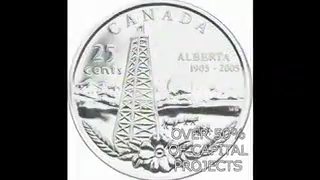 CANADA
25
cents
ALBERTA
1905 - 2005
OVER 50%
OF CAPITAL
PROJECTS